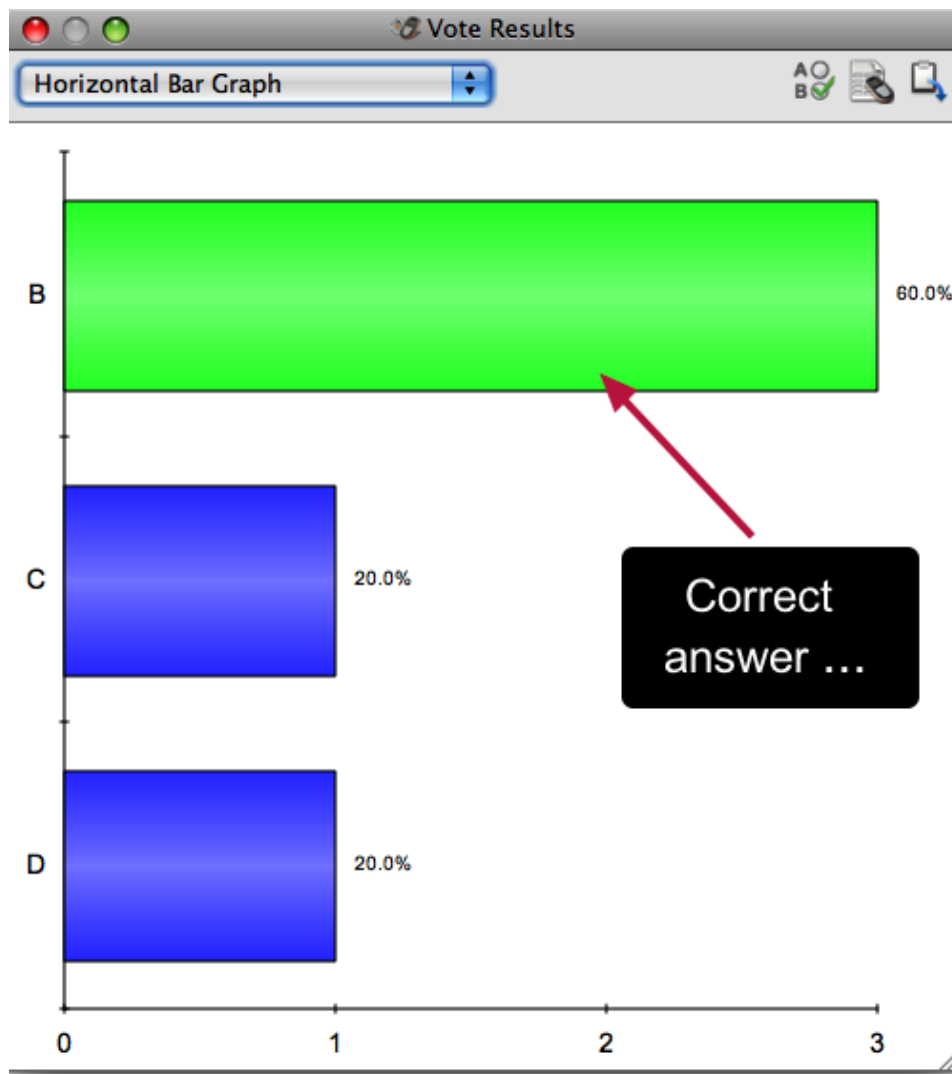 Vote Results
Horizontal Bar Graph
A
B
B
60.0%
C
20.0%
Correct
answer ...
D
20.0%
0 1 2 3